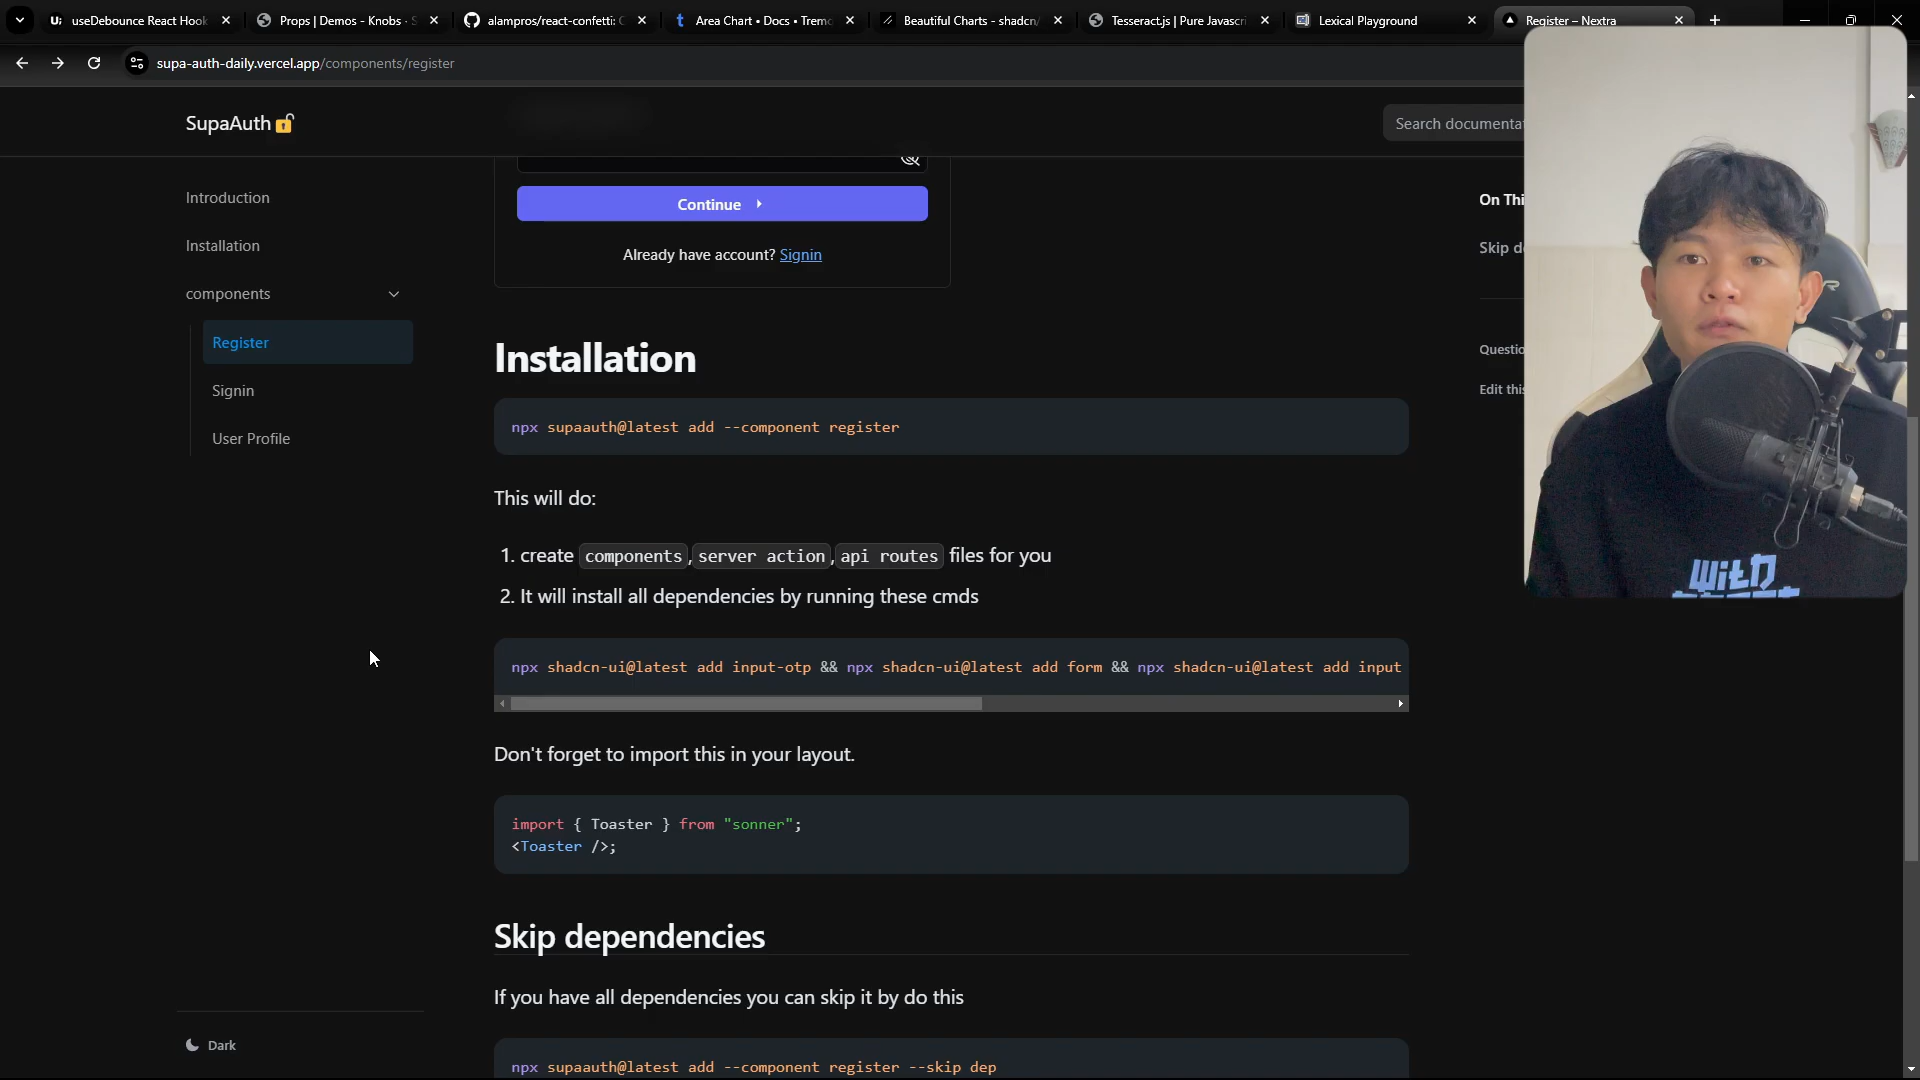 useDebounce React Hook
Props | Demos - Knobs - S
alampros/react-confetti: C
Area Chart • Docs • Tremo
Beautiful Charts - shadcn/
Tesseract.js | Pure Javascri
Lexical Playground
Register – Nextra
supa-auth-daily.vercel.app/components/register
SupaAuth
Search documentat
Introduction
Installation
components
Register
Signin
User Profile
Dark
Continue
Already have account? Signin
Installation
npx supaauth@latest add --component register
This will do:
1. create components, server action, api routes files for you
2. It will install all dependencies by running these cmds
npx shadcn-ui@latest add input-otp && npx shadcn-ui@latest add form && npx shadcn-ui@latest add input
Don't forget to import this in your layout.
import { Toaster } from "sonner";
<Toaster />;
Skip dependencies
If you have all dependencies you can skip it by do this
npx supaauth@latest add --component register --skip dep
On Thi
Skip de
Questio
Edit this
WITH